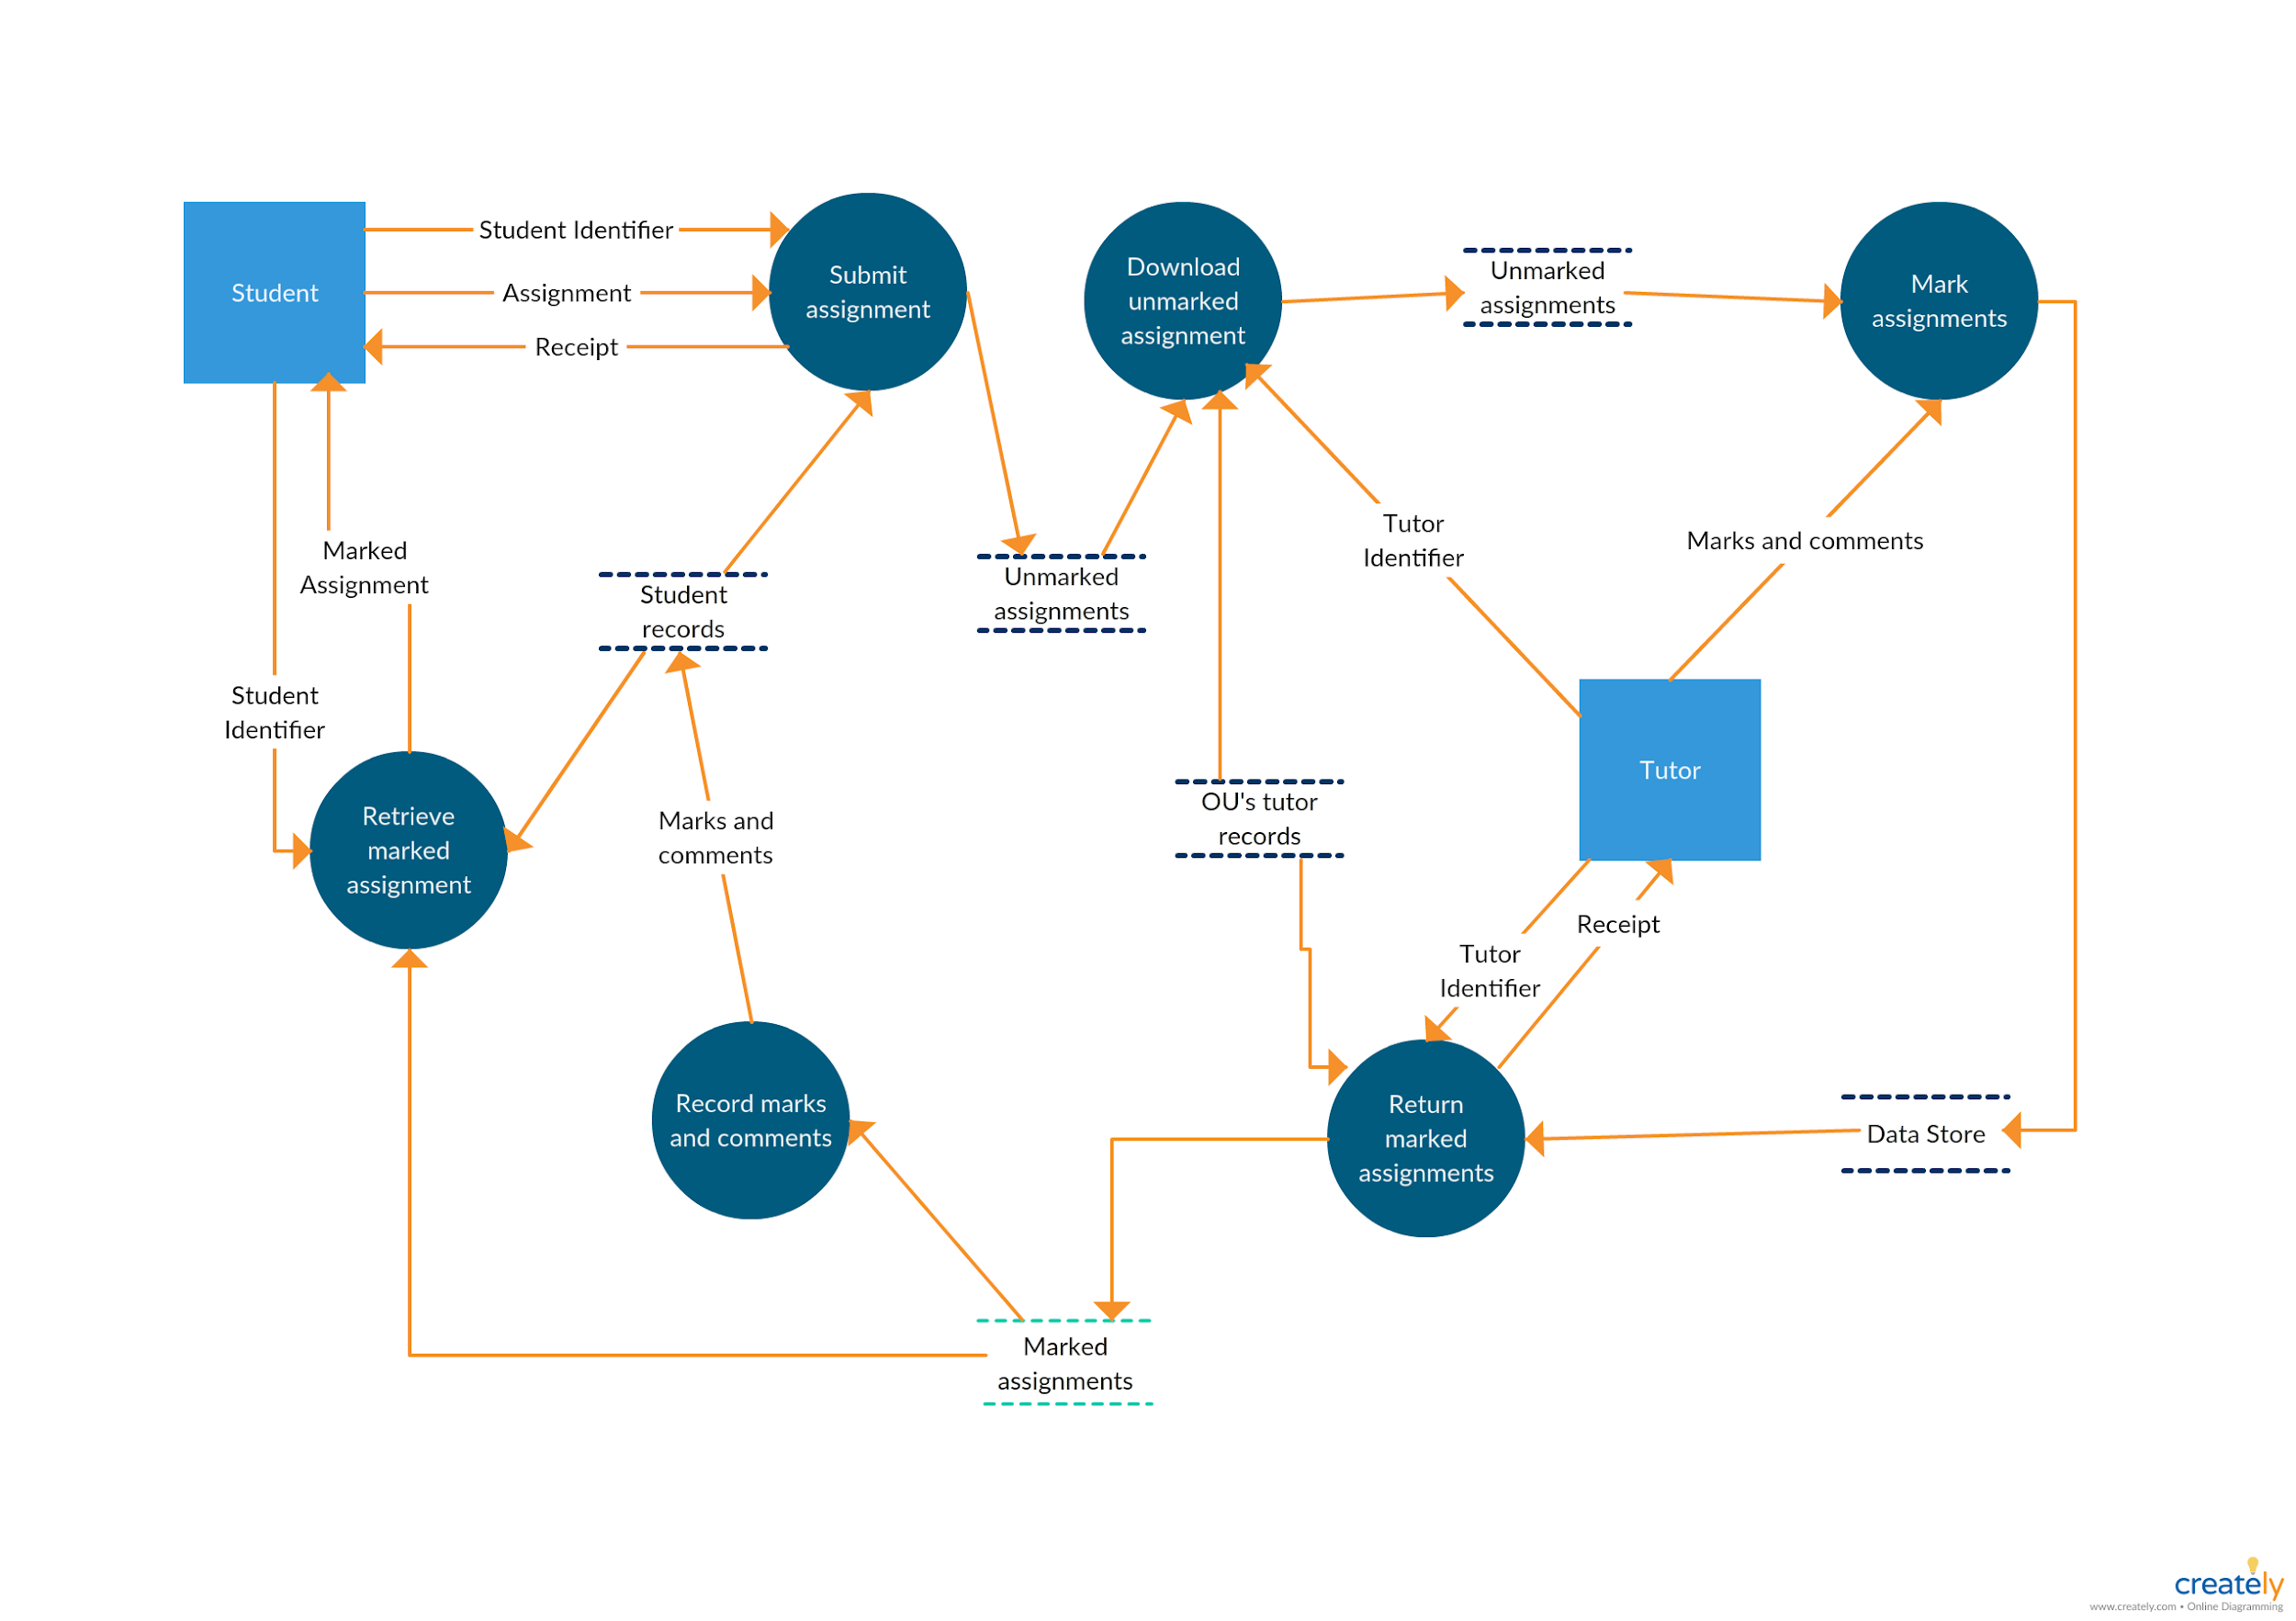 Student Identifier
Student
Assignment
Receipt
Submit
assignment
Download
unmarked
assignment
Unmarked
assignments
Mark
assignments
Marked
Assignment
Student
Identifier
Student
records
Unmarked
assignments
Tutor
Identifier
Marks and comments
Tutor
Retrieve
marked
assignment
Marks and
comments
OU's tutor
records
Receipt
Tutor
Identifier
Record marks
and comments
Return
marked
assignments
Data Store
Marked
assignments
creately
www.creately.com • Online Diagramming